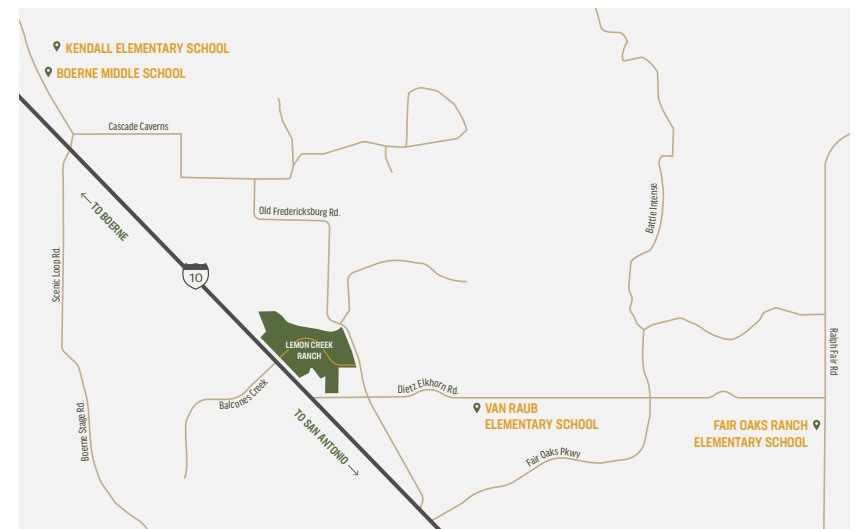 KENDALL ELEMENTARY SCHOOL
BOERNE MIDDLE SCHOOL
Cascade Caverns
← TO BOERNE
Old Fredericksburg Rd.
Battle Intense
Scenic Loop Rd.
10
LEMON CREEK
RANCH
Ralph Fair Rd
Balcones Creek
Dietz Elkhorn Rd.
Boerne Stage Rd.
TO SAN ANTONIO →
VAN RAUB
ELEMENTARY SCHOOL
FAIR OAKS RANCH
ELEMENTARY SCHOOL
Fair Oaks Pkwy